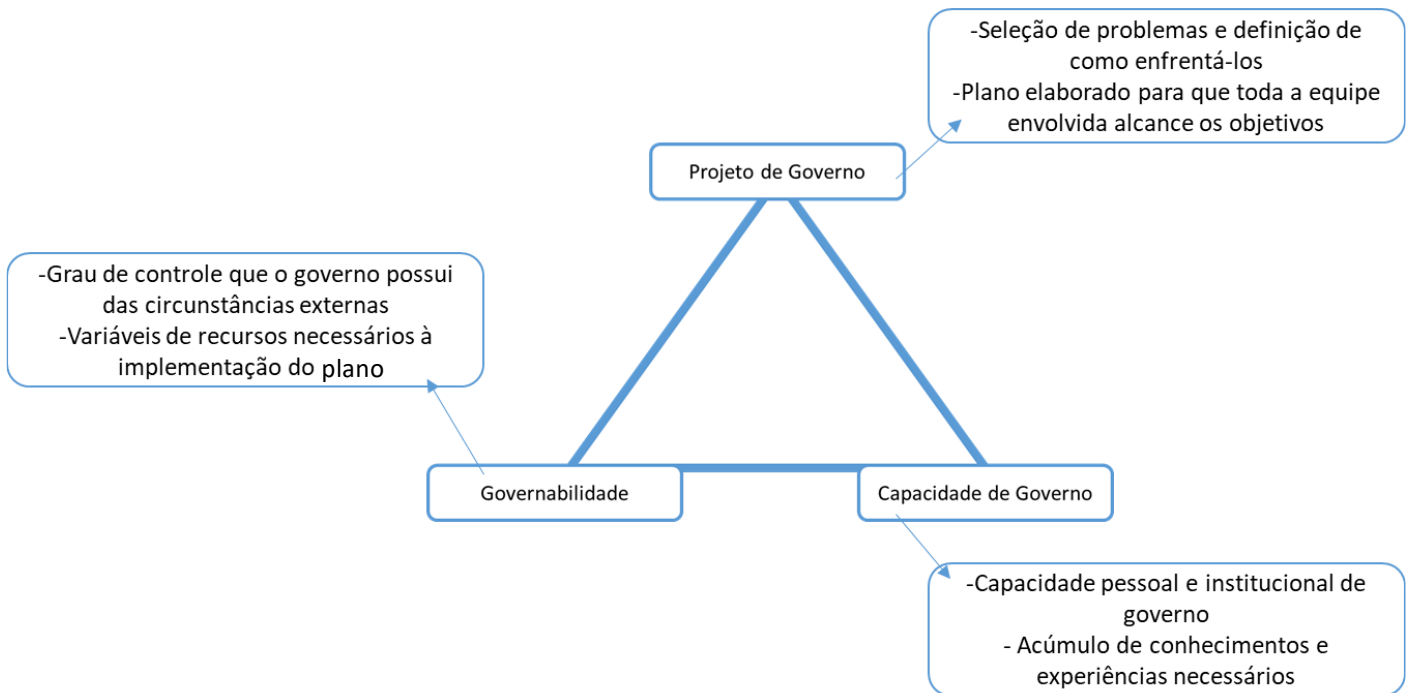 -Seleção de problemas e definição de
como enfrentá-los
-Plano elaborado para que toda a equipe
envolvida alcance os objetivos
Projeto de Governo
-Grau de controle que o governo possui
das circunstâncias externas
-Variáveis de recursos necessários à
implementação do plano
Governabilidade
Capacidade de Governo
-Capacidade pessoal e institucional de
governo
- Acúmulo de conhecimentos e
experiências necessários